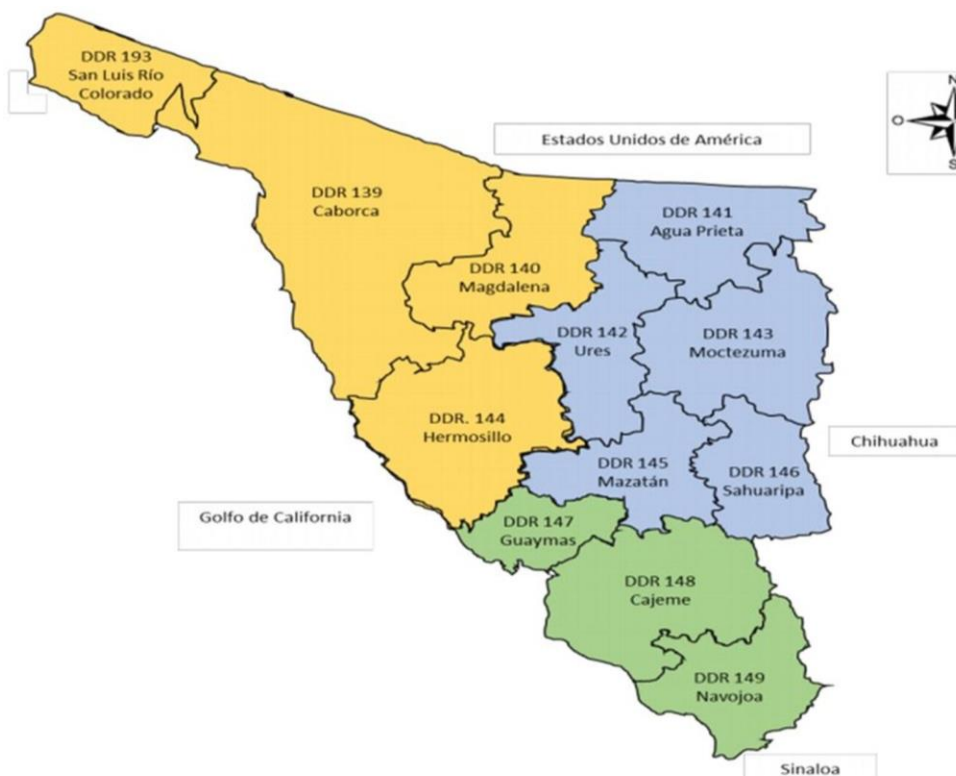 DDR 193
San Luis Río
Colorado
N
O
S
Estados Unidos de América
DDR 139
Caborca
DDR 141
Agua Prieta
DDR 140
Magdalena
DDR 142
Ures
DDR 143
Moctezuma
DDR. 144
Hermosillo
Chihuahua
DDR 145
Mazatán
DDR 146
Sahuaripa
Golfo de California
DDR 147
Guaymas
DDR 148
Cajeme
DDR 149
Navojoa
Sinaloa